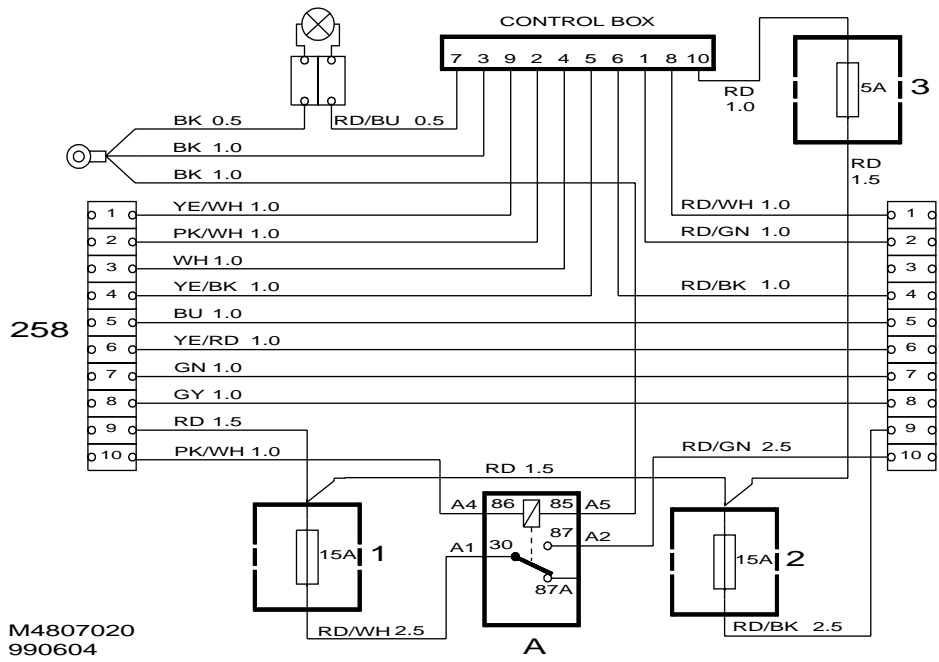 CONTROL BOX
7 3 9 2 4 5 6 1 8 10
RD
1.0
5A
3
BK 0.5
RD/BU 0.5
BK 1.0
BK 1.0
RD
1.5
1
YE/WH 1.0
RD/WH 1.0
1
2
PK/WH 1.0
RD/GN 1.0
2
3
WH 1.0
3
4
YE/BK 1.0
RD/BK 1.0
4
258
5
BU 1.0
5
6
YE/RD 1.0
6
7
GN 1.0
7
8
GY 1.0
8
9
RD 1.5
9
10
PK/WH 1.0
RD/GN 2.5
10
RD 1.5
A4
86
85
A5
87
A2
A1
30
87A
15A
1
15A
2
RD/WH 2.5
RD/BK 2.5
A
M4807020
990604